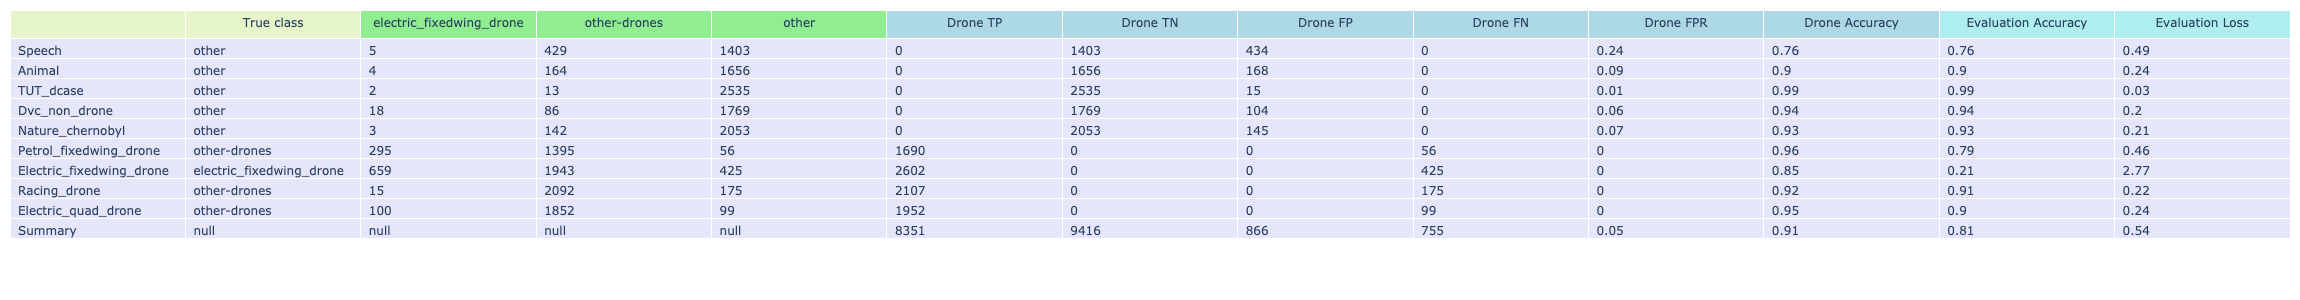 True class electric_fixedwing_drone other-drones other Drone TP Drone TN Drone FP Drone FN Drone FPR Drone Accuracy Evaluation Accuracy Evaluation Loss
Speech other 5 429 1403 0 1403 434 0 0.24 0.76 0.76 0.49
Animal other 4 164 1656 0 1656 168 0 0.09 0.9 0.9 0.24
TUT_dcase other 2 13 2535 0 2535 15 0 0.01 0.99 0.99 0.03
Dvc_non_drone other 18 86 1769 0 1769 104 0 0.06 0.94 0.94 0.2
Nature_chernobyl other 3 142 2053 0 2053 145 0 0.07 0.93 0.93 0.21
Petrol_fixedwing_drone other-drones 295 1395 56 1690 0 0 56 0 0.96 0.79 0.46
Electric_fixedwing_drone electric_fixedwing_drone 659 1943 425 2602 0 0 425 0 0.85 0.21 2.77
Racing_drone other-drones 15 2092 175 2107 0 0 175 0 0.92 0.91 0.22
Electric_quad_drone other-drones 100 1852 99 1952 0 0 99 0 0.95 0.9 0.24
Summary null null null null 8351 9416 866 755 0.05 0.91 0.81 0.54